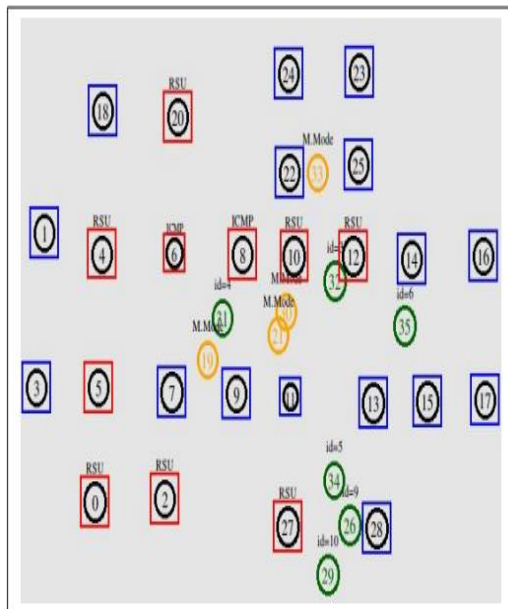 24
23
RSU
18
20
M.Mode
22
33
25
1
RSU
ICMP
ICMP
RSU
RSU
4
6
8
10
12
14
16
32
id=4
id=6
M.Mode
31
35
M.Mode
21
M.Mode
19
3
5
7
9
11
13
15
17
id=5
34
RSU
RSU
RSU
id=9
0
2
27
26
28
id=10
29